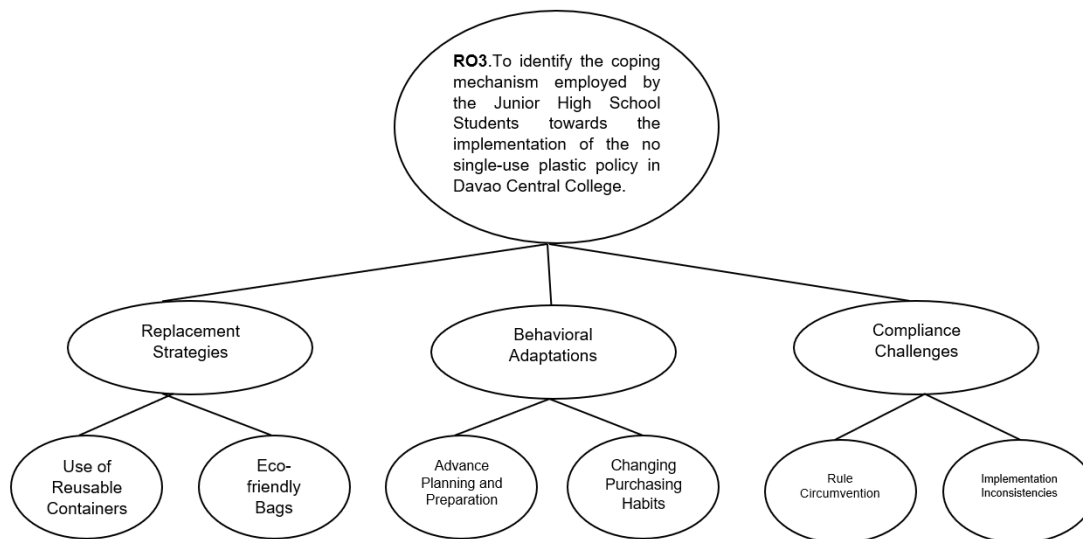 RO3.To identify the coping
mechanism employed by
the Junior High School
Students towards the
implementation of the no
single-use plastic policy in
Davao Central College.
Replacement
Strategies
Behavioral
Adaptations
Compliance
Challenges
Use of
Reusable
Containers
Eco-
friendly
Bags
Advance
Planning and
Preparation
Changing
Purchasing
Habits
Rule
Circumvention
Implementation
Inconsistencies